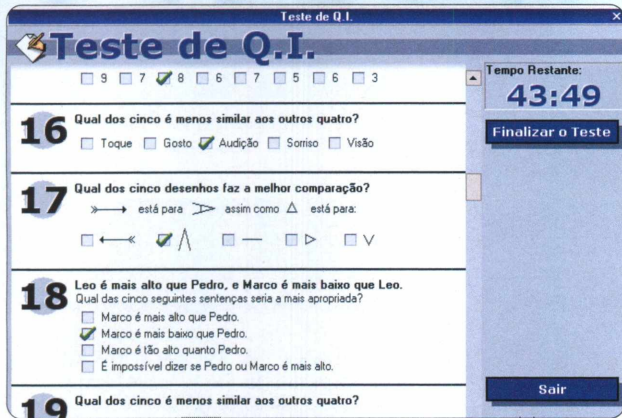 Teste de Q.I.
Teste de Q.I.
9 7 8 6 7 5 6 3
Tempo Restante:
43:49
Finalizar o Teste
16 Qual dos cinco é menos similar aos outros quatro?
Toque Gosto Audição Sorriso Visão
17 Qual dos cinco desenhos faz a melhor comparação?
está para assim como está para:
18 Leo é mais alto que Pedro, e Marco é mais baixo que Leo.
Qual das cinco seguintes sentenças seria a mais apropriada?
Marco é mais alto que Pedro.
Marco é mais baixo que Pedro.
Marco é tão alto quanto Pedro.
É impossível dizer se Pedro ou Marco é mais alto.
19 Qual dos cinco é menos similar aos outros quatro?
Sair